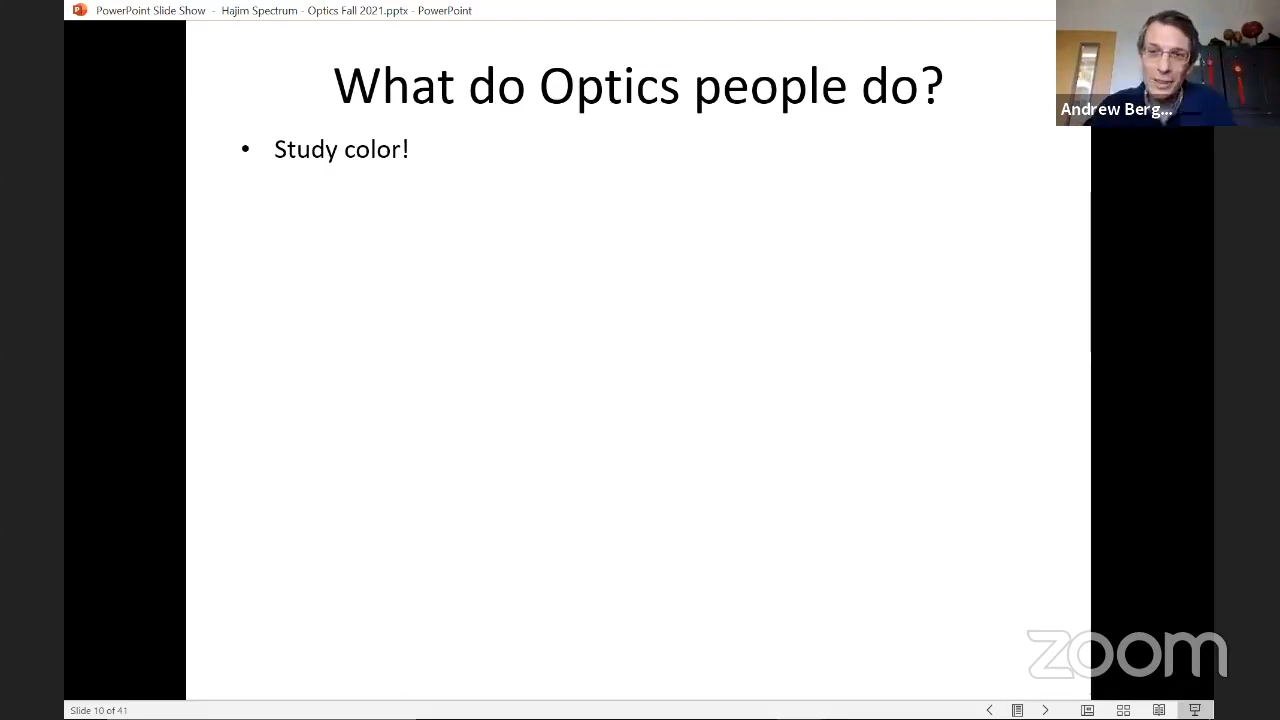 PowerPoint Slide Show - Hajim Spectrum - Optics Fall 2021.pptx - PowerPoint
What do Optics people do?
Andrew Berg...
• Study color!
zoom
Slide 10 of 41